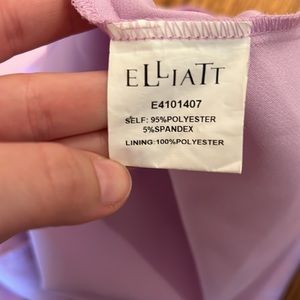 ELLIATT
E4101407
SELF: 95%POLYESTER
5%SPANDEX
LINING:100%POLYESTER